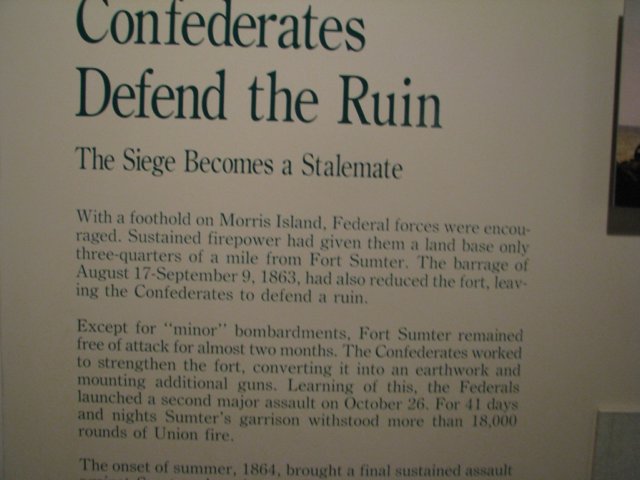 Confederates
Defend the Ruin
The Siege Becomes a Stalemate
With a foothold on Morris Island, Federal forces were encou-
raged. Sustained firepower had given them a land base only
three-quarters of a mile from Fort Sumter. The barrage of
August 17-September 9, 1863, had also reduced the fort, leav-
ing the Confederates to defend a ruin.
Except for "minor" bombardments, Fort Sumter remained
free of attack for almost two months. The Confederates worked
to strengthen the fort, converting it into an earthwork and
mounting additional guns. Learning of this, the Federals
launched a second major assault on October 26. For 41 days
and nights Sumter's garrison withstood more than 18,000
rounds of Union fire.
The onset of summer, 1864, brought a final sustained assault